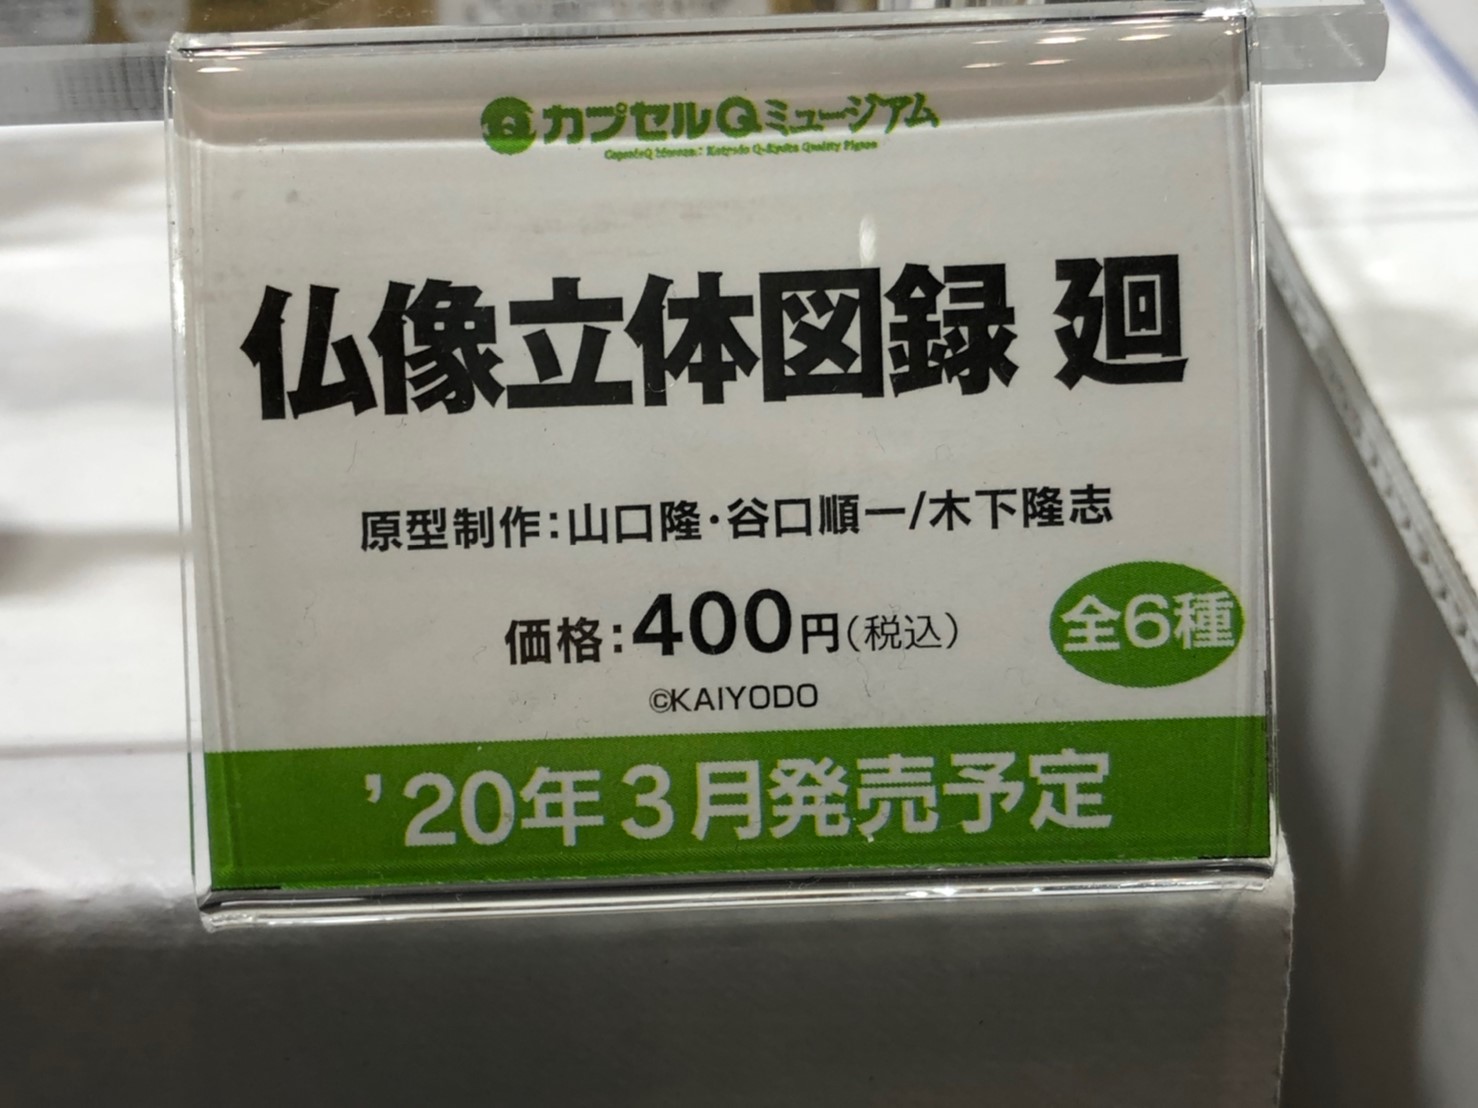 カプセルQミュージアム
仏像立体図録 廻
原型制作:山口隆・谷口順一/木下隆志
価格:400円(税込)
全6種
©KAIYODO
’20年3月発売予定